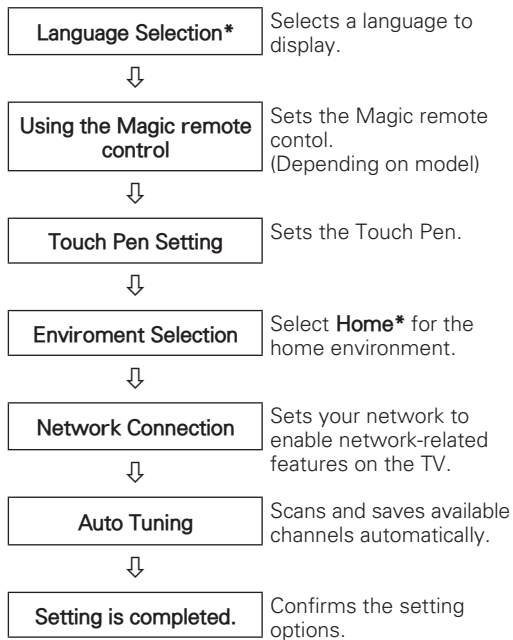 Language Selection*
Selects a language to
display.
Using the Magic remote
control
Sets the Magic remote
contol.
(Depending on model)
Touch Pen Setting
Sets the Touch Pen.
Enviroment Selection
Select Home* for the
home environment.
Network Connection
Sets your network to
enable network-related
features on the TV.
Auto Tuning
Scans and saves available
channels automatically.
Setting is completed.
Confirms the setting
options.